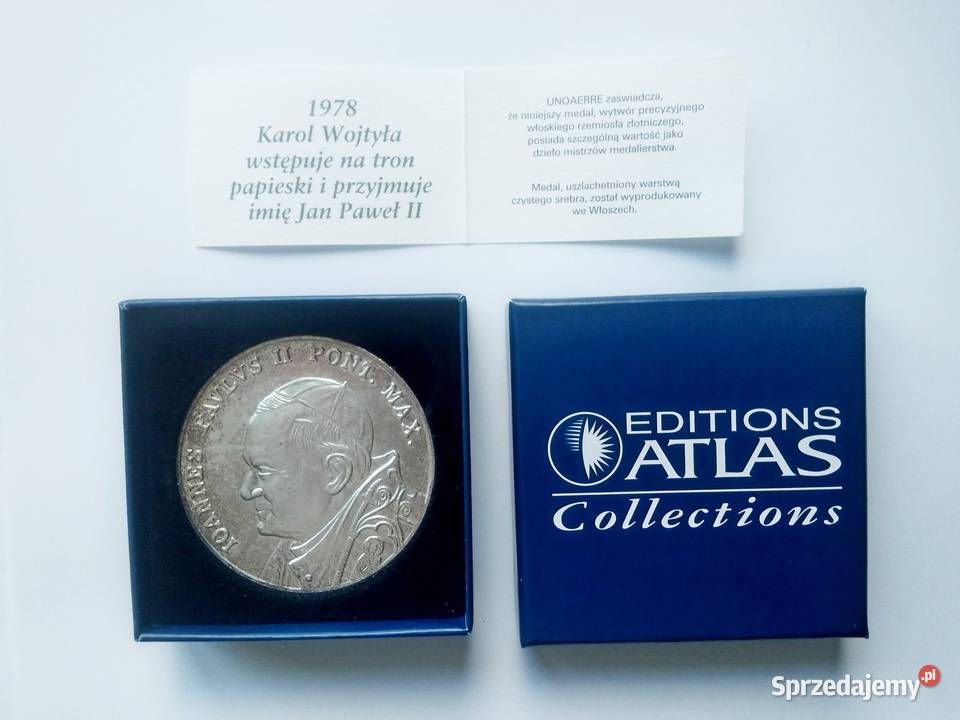 1978
Karol Wojtyła
wstępuje na tron
papieski i przyjmuje
imię Jan Paweł II
UNOAERRE zaświadcza,
że niniejszy medal, wytwór precyzyjnego
włoskiego rzemiosła złotniczego,
posiada szczególną wartość jako
dzieło mistrzów medalierstwa.
Medal, uszlachetniony warstwą
czystego srebra, został wyprodukowany
we Włoszech.
IOANNES PAVLVS II PONT. MAX.
EDITIONS
ATLAS
Collections
Sprzedajemy.pl